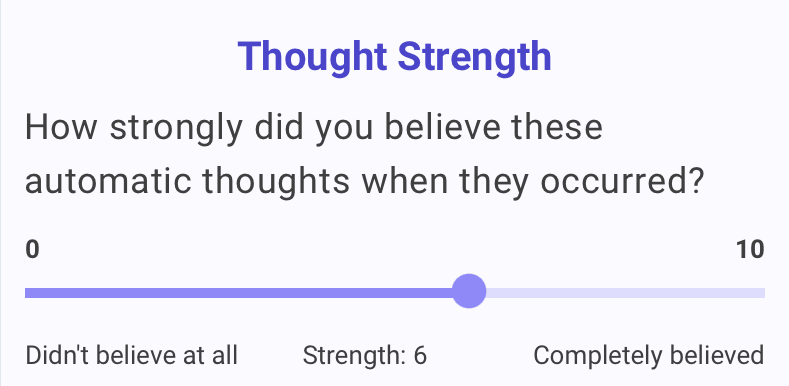 Thought Strength
How strongly did you believe these
automatic thoughts when they occurred?
0 10
Didn't believe at all Strength: 6 Completely believed